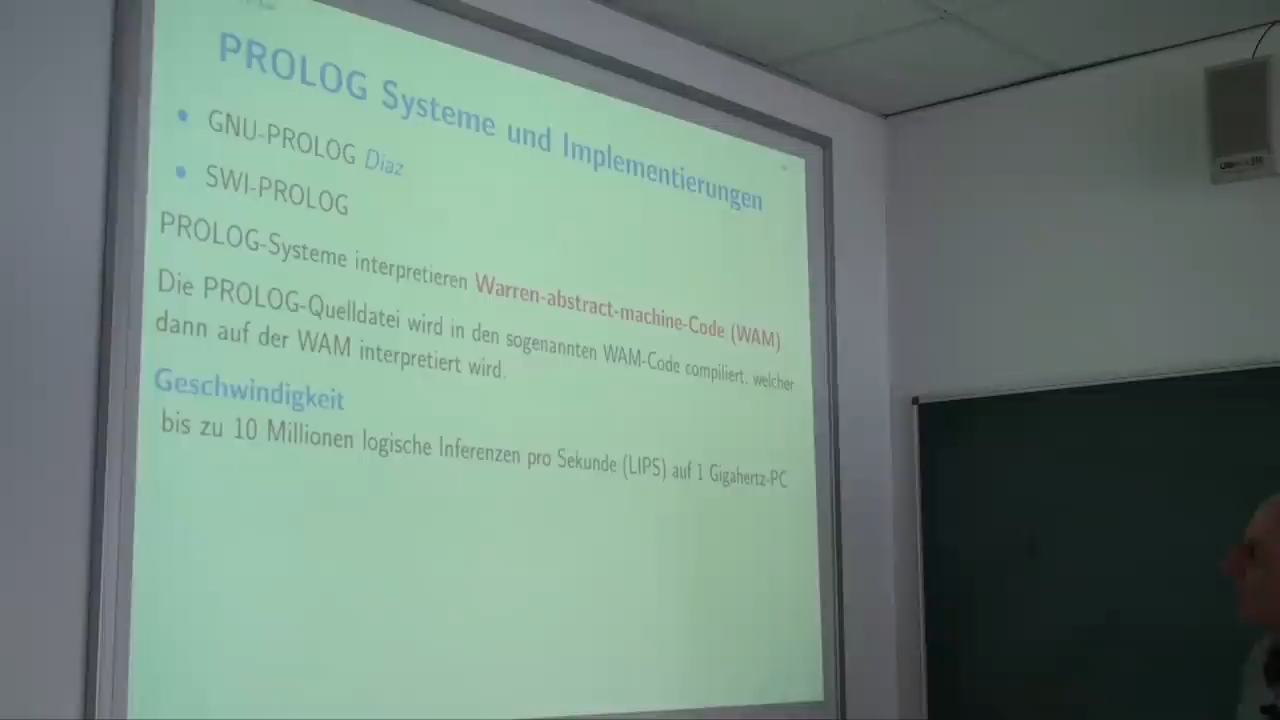 PROLOG Systeme und Implementierungen
• GNU-PROLOG Diaz
• SWI-PROLOG
PROLOG-Systeme interpretieren Warren-abstract-machine-Code (WAM)
Die PROLOG-Quelldatei wird in den sogenannten WAM-Code compiliert, welcher
dann auf der WAM interpretiert wird.
Geschwindigkeit
bis zu 10 Millionen logische Inferenzen pro Sekunde (LIPS) auf 1 Gigahertz-PC